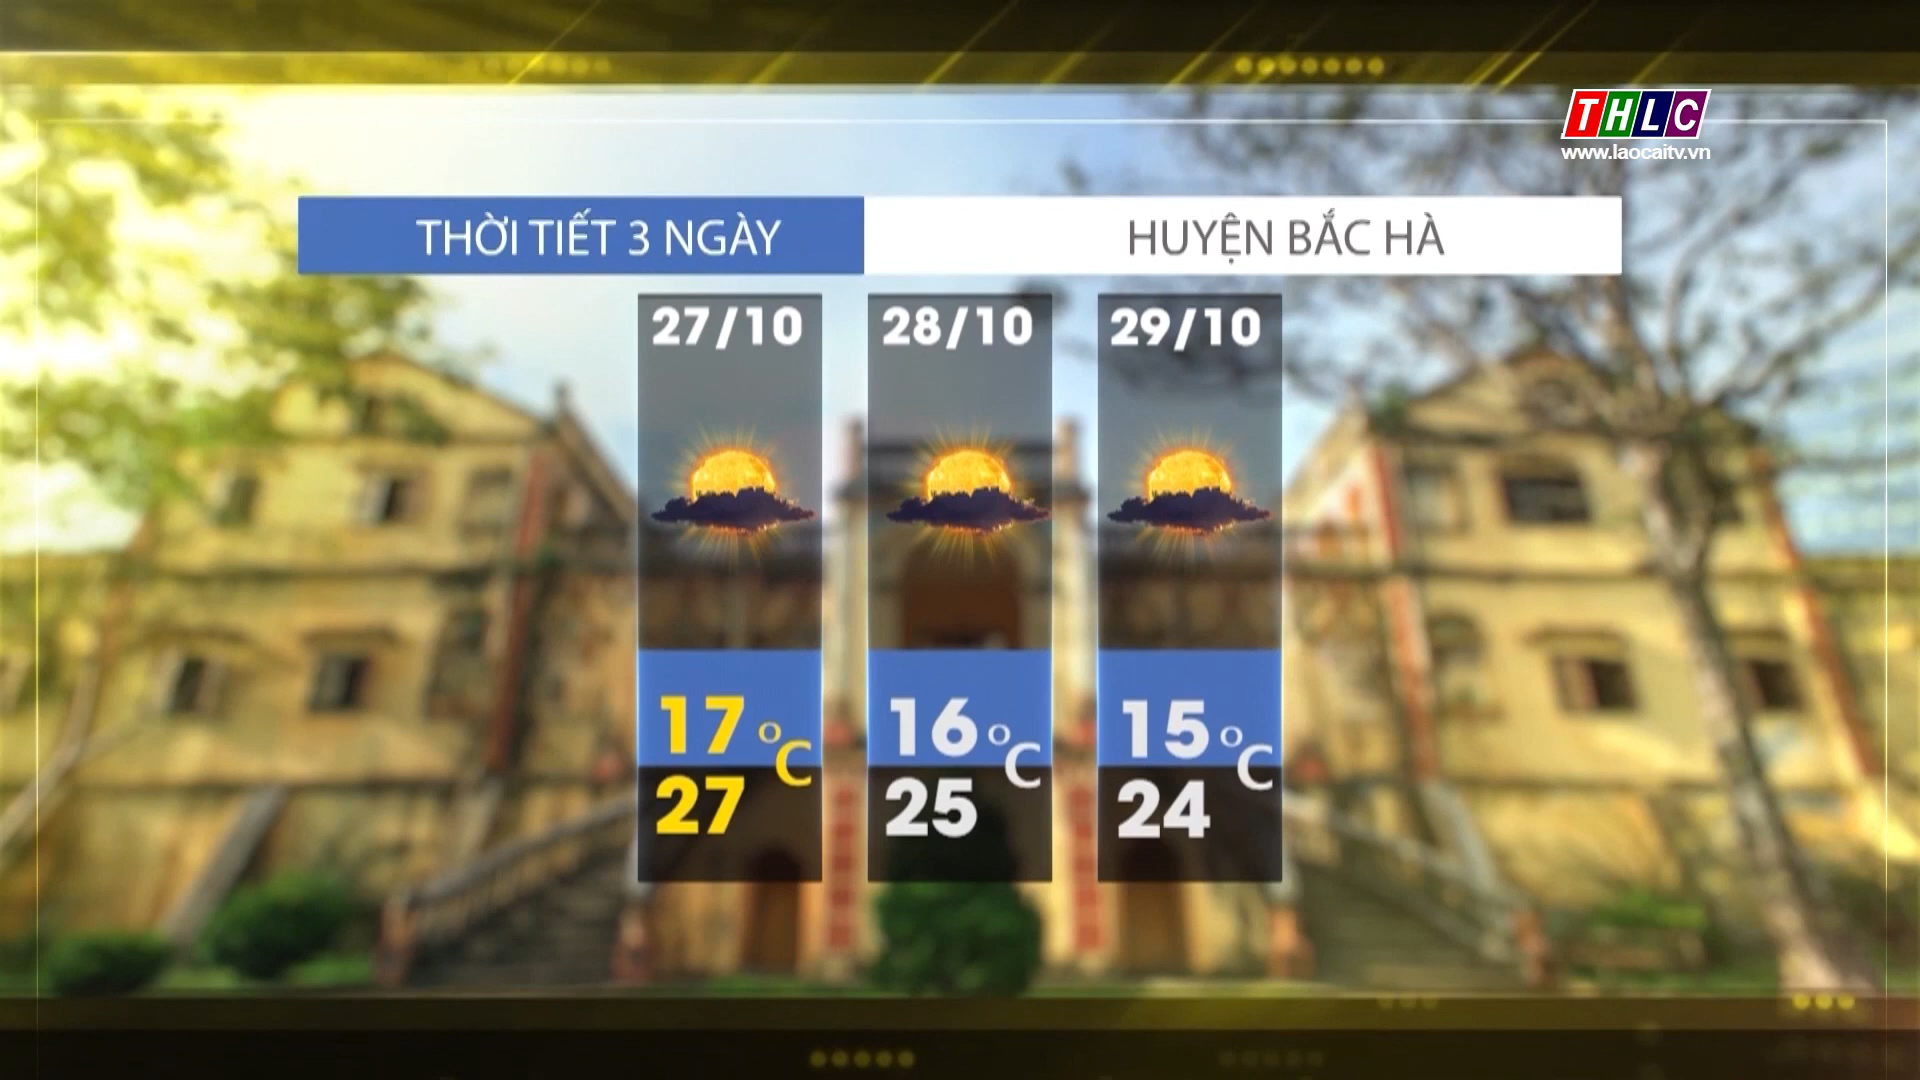 THLC
www.laocaitv.vn
THỜI TIẾT 3 NGÀY
HUYỆN BẮC HÀ
27/10
28/10
29/10
17
16
15
°C
°C
°C
27
25
24